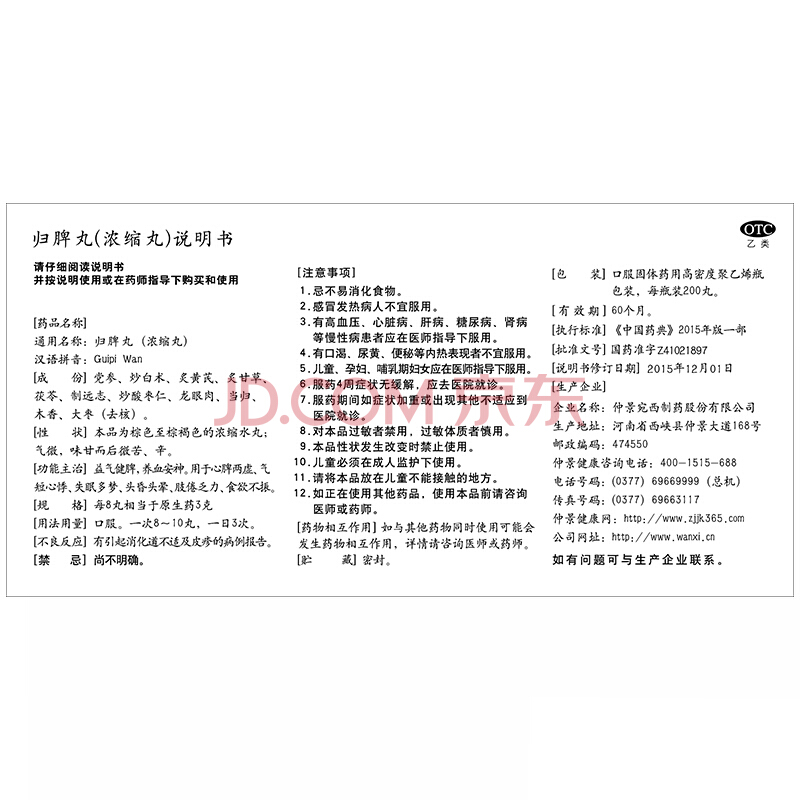 归脾丸(浓缩丸)说明书
OTC
乙类
请仔细阅读说明书
并按说明使用或在药师指导下购买和使用
[药品名称]
通用名称：归脾丸（浓缩丸）
汉语拼音：Guipi Wan
[成 份] 党参、炒白术、炙黄芪、炙甘草、
茯苓、制远志、炒酸枣仁、龙眼肉、当归、
木香、大枣（去核）。
[性 状] 本品为棕色至棕褐色的浓缩水丸；
气微，味甘而后微苦、辛。
[功能主治] 益气健脾，养血安神。用于心脾两虚，气
短心悸、失眠多梦、头昏头晕、肢倦乏力、食欲不振。
[规 格] 每8丸相当于原生药3克
[用法用量] 口服。一次8～10丸，一日3次。
[不良反应] 有引起消化道不适及皮疹的病例报告。
[禁 忌] 尚不明确。
[注意事项]
1.忌不易消化食物。
2.感冒发热病人不宜服用。
3.有高血压、心脏病、肝病、糖尿病、肾病
等慢性病患者应在医师指导下服用。
4.有口渴、尿黄、便秘等内热表现者不宜服用。
5.儿童、孕妇、哺乳期妇女应在医师指导下服用。
6.服药4周症状无缓解，应去医院就诊。
7.服药期间如症状加重或出现其他不适应到
医院就诊。
8.对本品过敏者禁用，过敏体质者慎用。
9.本品性状发生改变时禁止使用。
10.儿童必须在成人监护下使用。
11.请将本品放在儿童不能接触的地方。
12.如正在使用其他药品，使用本品前请咨询
医师或药师。
[药物相互作用] 如与其他药物同时使用可能会
发生药物相互作用，详情请咨询医师或药师。
[贮 藏] 密封。
[包 装] 口服固体药用高密度聚乙烯瓶
包装，每瓶装200丸。
[有 效 期] 60个月。
[执行标准] 《中国药典》2015年版一部
[批准文号] 国药准字Z41021897
[说明书修订日期] 2015年12月01日
[生产企业]
企业名称：仲景宛西制药股份有限公司
生产地址：河南省西峡县仲景大道168号
邮政编码：474550
仲景健康咨询电话：400-1515-688
电话号码：(0377) 69669999（总机）
传真号码：(0377) 69663117
仲景健康网：http://www.zjjk365.com
公司网址：http://www.wanxi.cn
如有问题可与生产企业联系。
JD.COM 京东